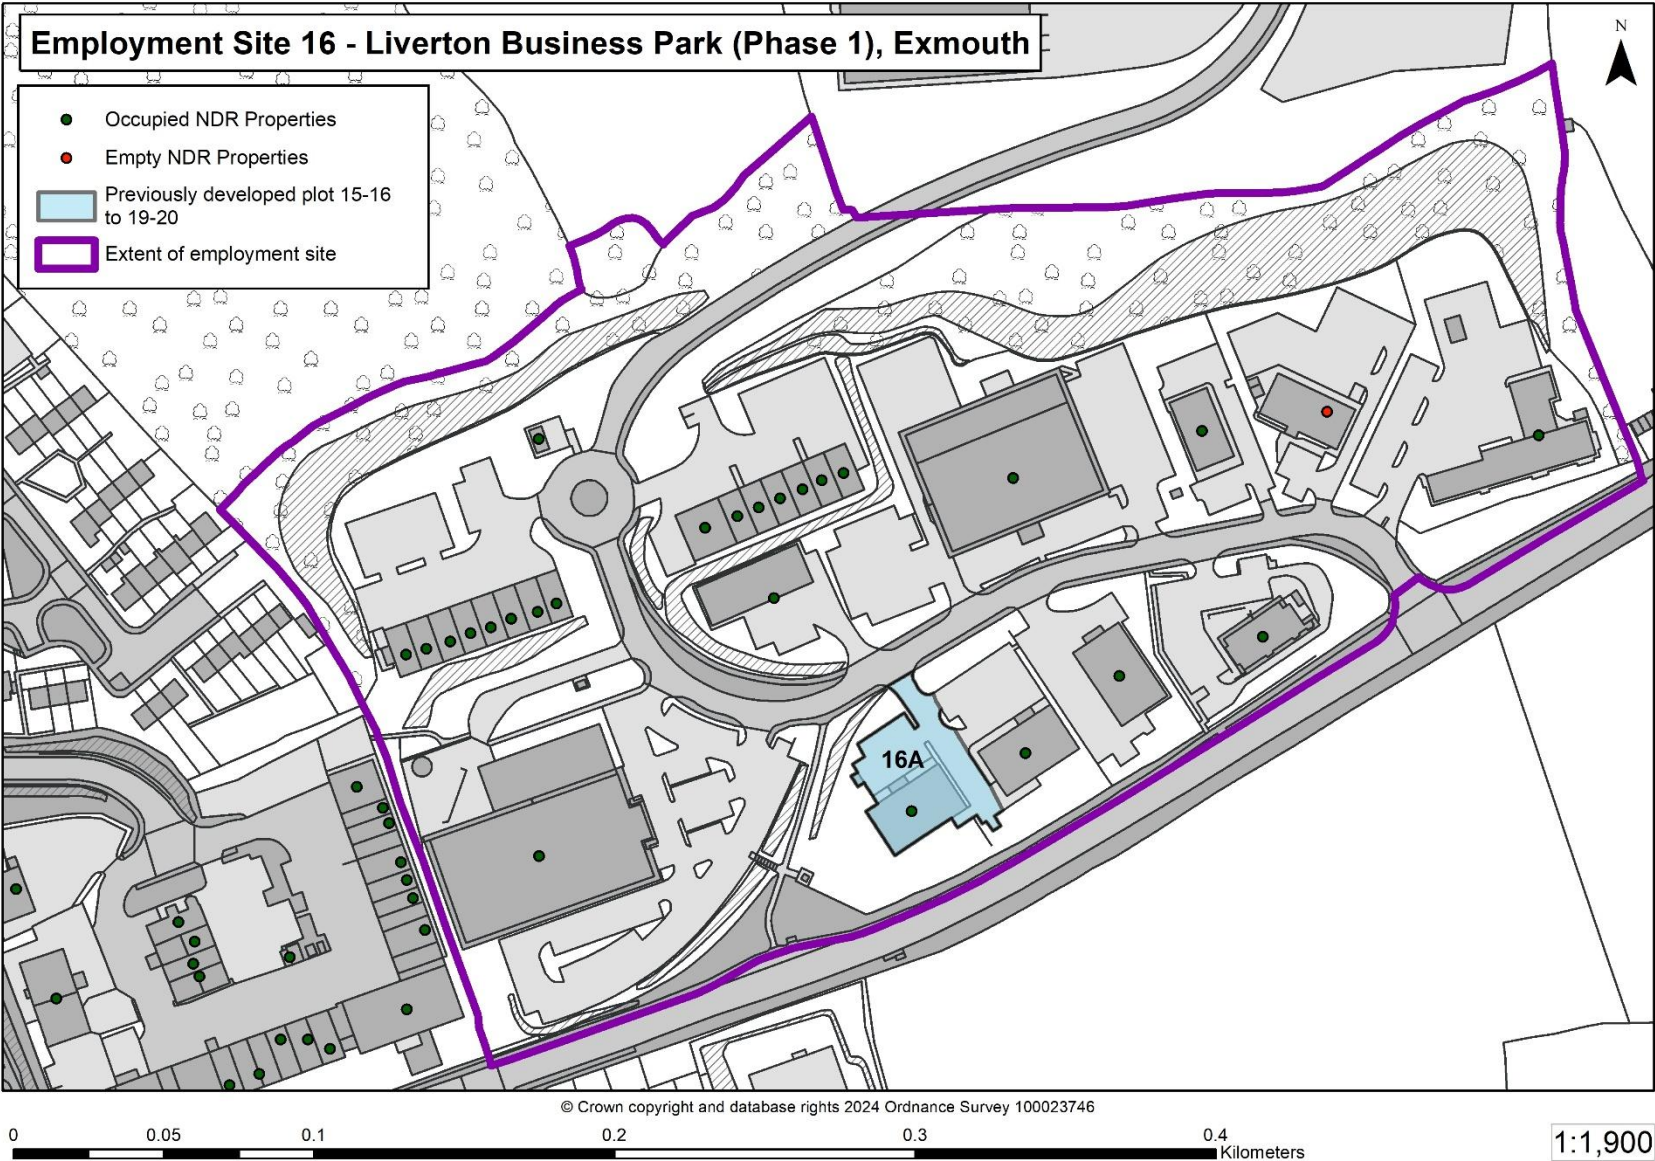 Employment Site 16 - Liverton Business Park (Phase 1), Exmouth
N
Occupied NDR Properties
Empty NDR Properties
Previously developed plot 15-16
to 19-20
Extent of employment site
16A
© Crown copyright and database rights 2024 Ordnance Survey 100023746
0 0.05 0.1 0.2 0.3 0.4
Kilometers
1:1,900